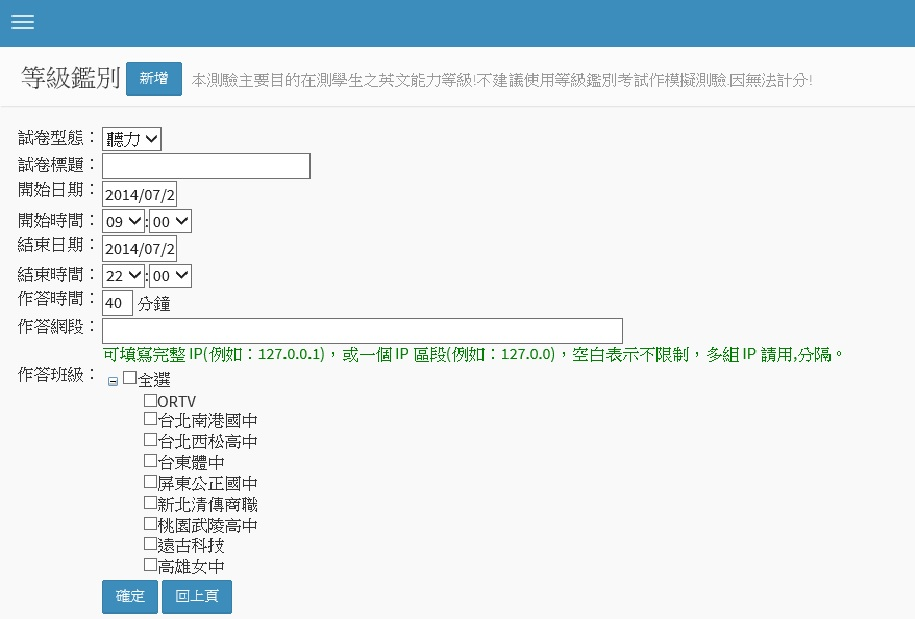 等級鑑別 新增 本測驗主要目的在測學生之英文能力等級!不建議使用等級鑑別考試作模擬測驗,因無法計分!
試卷型態： 聽力
試卷標題：
開始日期： 2014/07/2
開始時間： 09 : 00
結束日期： 2014/07/2
結束時間： 22 : 00
作答時間： 40 分鐘
作答網段：
可填寫完整 IP(例如：127.0.0.1)，或一個 IP 區段(例如：127.0.0)，空白表示不限制，多組 IP 請用,分隔。
作答班級： 全選
ORTV
台北南港國中
台北西松高中
台東體中
屏東公正國中
新北清傳商職
桃園武陵高中
遠古科技
高雄女中
確定 回上頁